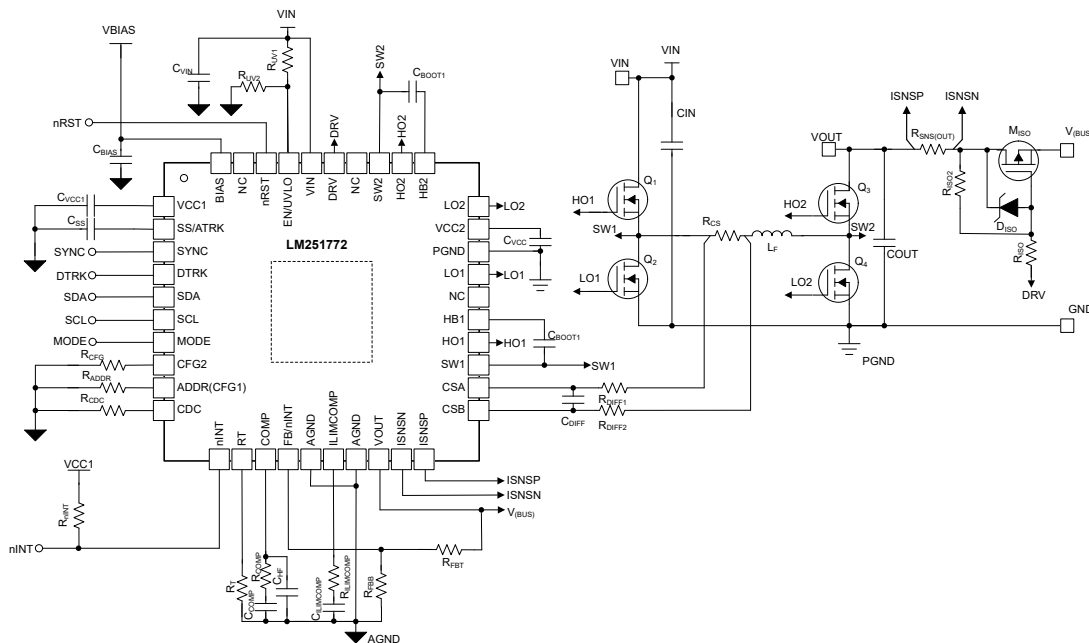 VIN
VBIAS
CVIN
RUV2
RUV1
SW2
CBOOT1
nRST
DRV
HO2
CBIAS
BIAS
NC
nRST
EN/UVLO
VIN
DRV
NC
SW2
HO2
HB2
CVCC1
CSS
SYNC
DTRK
SDA
SCL
MODE
RCFG
RADDR
RCDC
VCC1
SS/ATRK
SYNC
DTRK
SDA
SCL
MODE
CFG2
ADDR(CFG1)
CDC
LM251772
LO2
VCC2
PGND
LO1
NC
HB1
HO1
SW1
CSA
CSB
LO2
CVCC
LO1
CBOOT1
HO1
SW1
RDIFF1
CDIFF
RDIFF2
nINT
RT
COMP
FB/nINT
AGND
ILIMCOMP
AGND
VOUT
ISNSN
ISNSP
ISNSP
ISNSN
V(BUS)
VCC1
RnINT
nINT
RT
RCOMP
CCOMP
CHF
RILIMCOMP
CILIMCOMP
RFBB
RFBT
AGND
VIN
VIN
CIN
HO1
Q1
SW1
RCS
LF
SW2
LO1
Q2
VOUT
HO2
Q3
LO2
Q4
COUT
PGND
ISNSP
ISNSN
RSNS(OUT)
MISO
V(BUS)
RISO2
DISO
RISO
DRV
GND